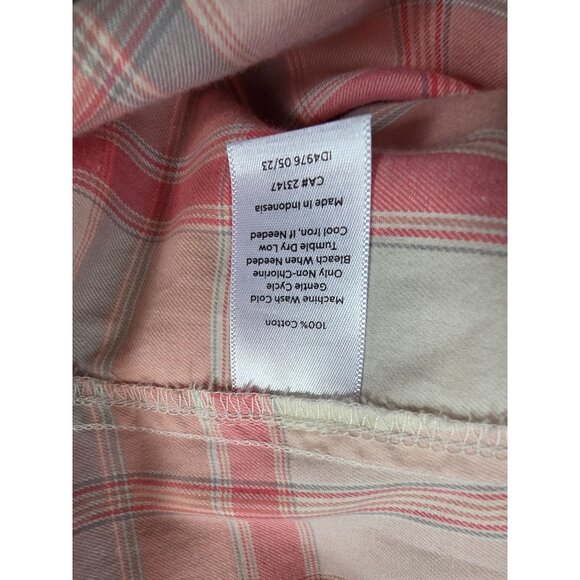 100% Cotton
Machine Wash Cold
Gentle Cycle
Only Non-Chlorine
Bleach When Needed
Tumble Dry Low
Cool Iron, If Needed
Made In Indonesia
CA# 23147
ID4976 05/23